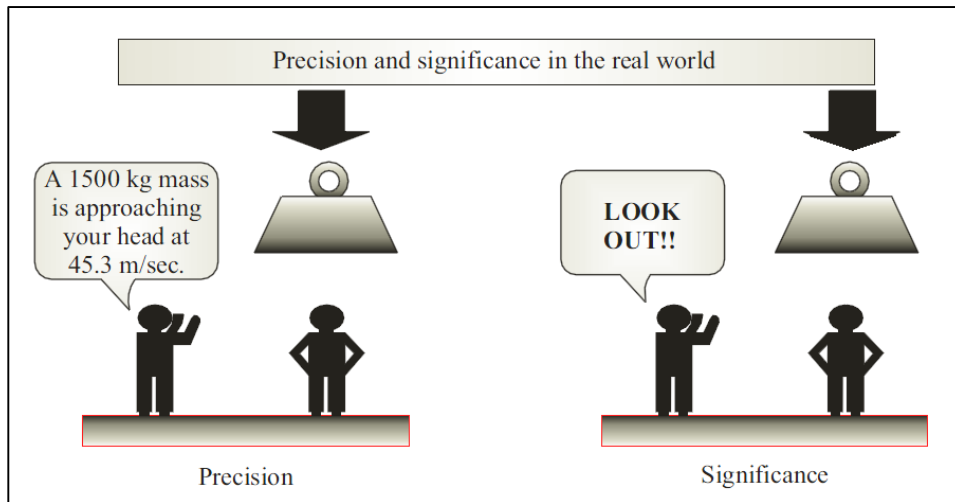 Precision and significance in the real world
A 1500 kg mass
is approaching
your head at
45.3 m/sec.
LOOK
OUT!!
Precision
Significance